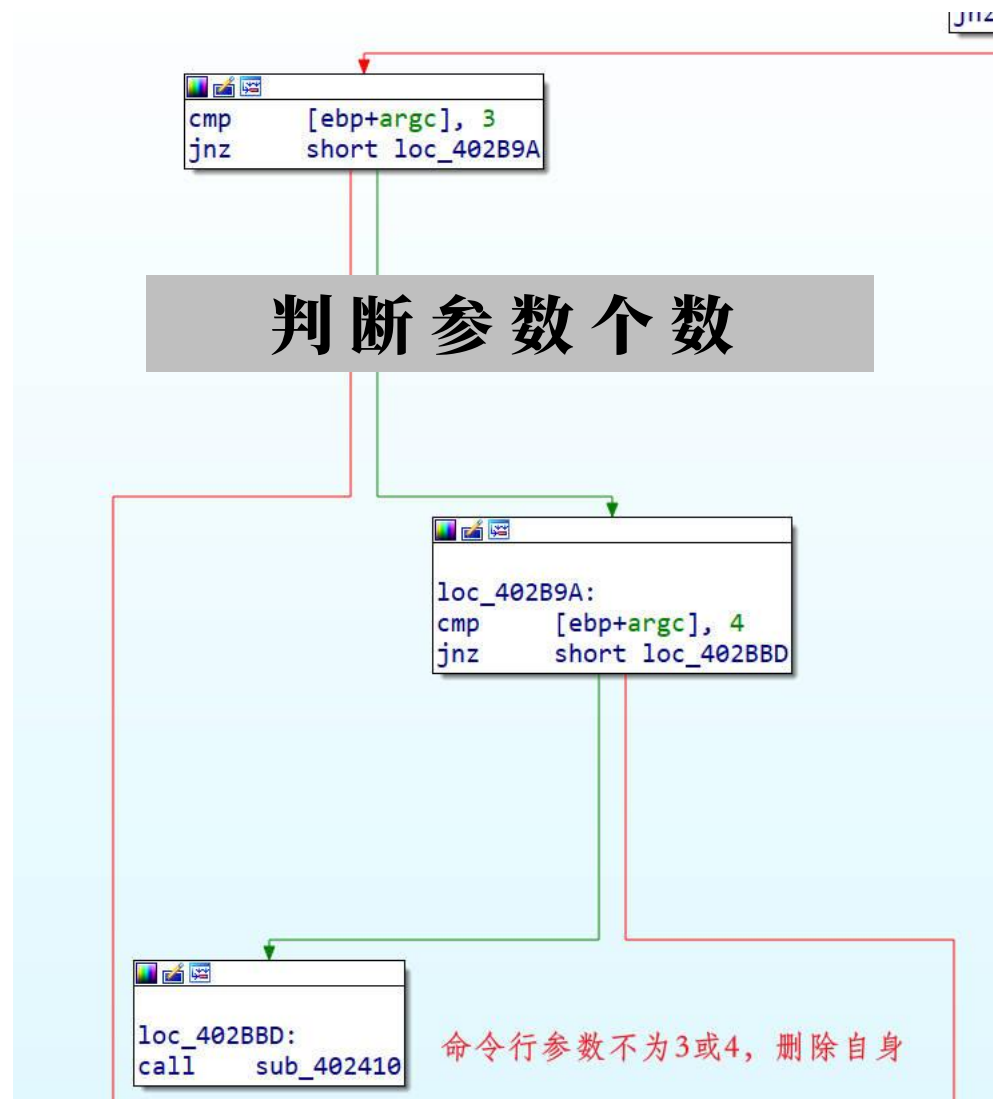 jnz
cmp [ebp+argc], 3
jnz short loc_402B9A
判断参数个数
loc_402B9A:
cmp [ebp+argc], 4
jnz short loc_402BBD
loc_402BBD:
call sub_402410
命令行参数不为3或4，删除自身